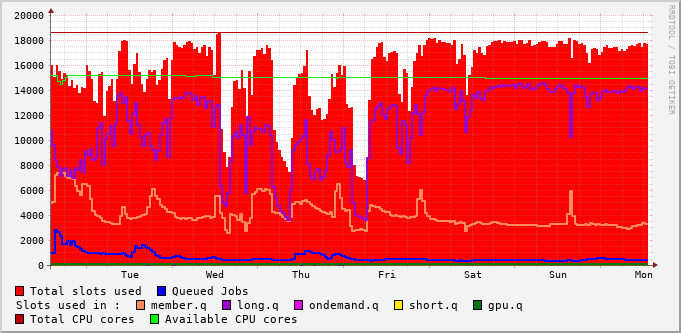 20000
18000
16000
14000
12000
10000
8000
6000
4000
2000
0
Tue Wed Thu Fri Sat Sun Mon
RRDTOOL / TOBI OETIKER
Total slots used Queued Jobs
Slots used in : member.q long.q ondemand.q short.q gpu.q
Total CPU cores Available CPU cores